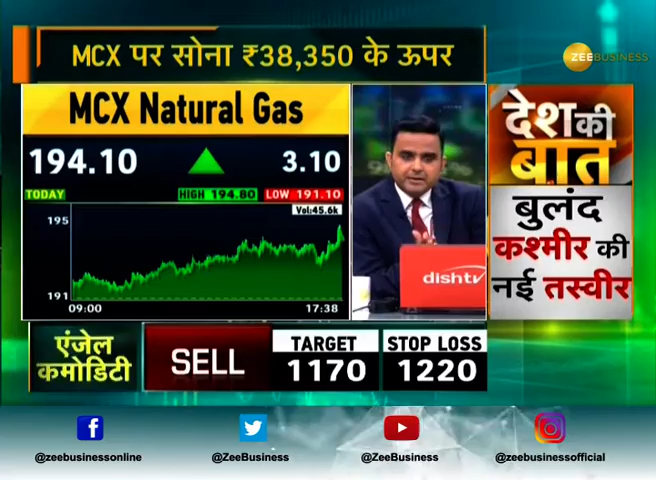 MCX पर सोना ₹38,350 के ऊपर
ZEEBUSINESS
MCX Natural Gas
194.10 3.10
TODAY HIGH 194.80 LOW 191.10
Vol:45.6k
195
191
09:00 17:38
dishtv
देश की
बात
बुलंद
कश्मीर की
नई तस्वीर
एंजेल
कमोडिटी
SELL
TARGET
1170
STOP LOSS
1220
@zeebusinessonline
@ZeeBusiness
@ZeeBusiness
@zeebusinessofficial